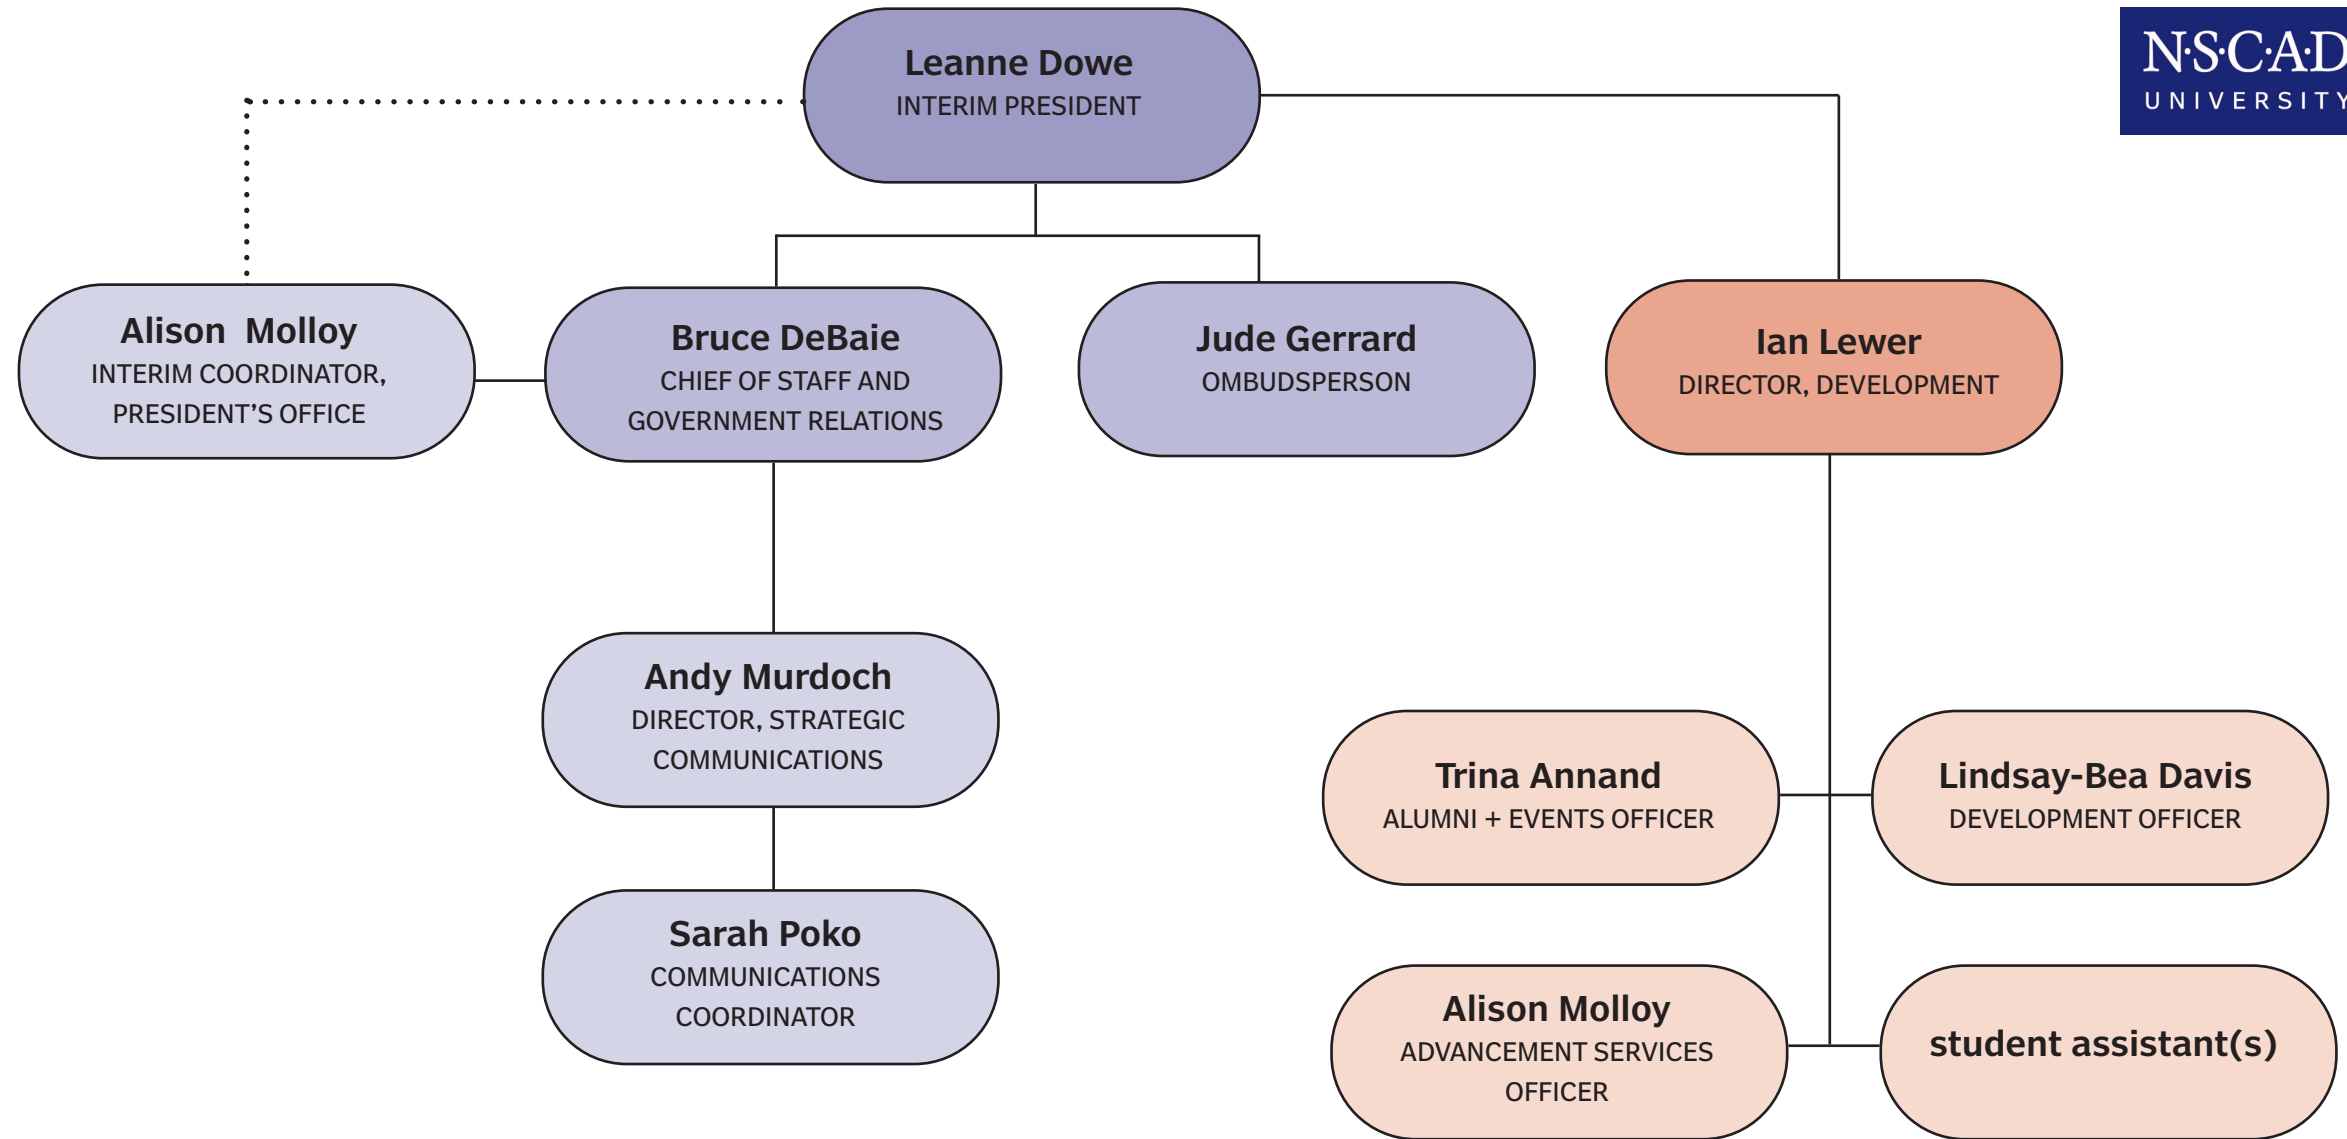 Leanne Dowe
INTERIM PRESIDENT
N·S·C·A·D
UNIVERSITY
Alison  Molloy
INTERIM COORDINATOR,
PRESIDENT’S OFFICE
Bruce DeBaie
CHIEF OF STAFF AND
GOVERNMENT RELATIONS
Jude Gerrard
OMBUDSPERSON
Ian Lewer
DIRECTOR, DEVELOPMENT
Andy Murdoch
DIRECTOR, STRATEGIC
COMMUNICATIONS
Sarah Poko
COMMUNICATIONS
COORDINATOR
Trina Annand
ALUMNI + EVENTS OFFICER
Lindsay-Bea Davis
DEVELOPMENT OFFICER
Alison Molloy
ADVANCEMENT SERVICES
OFFICER
student assistant(s)